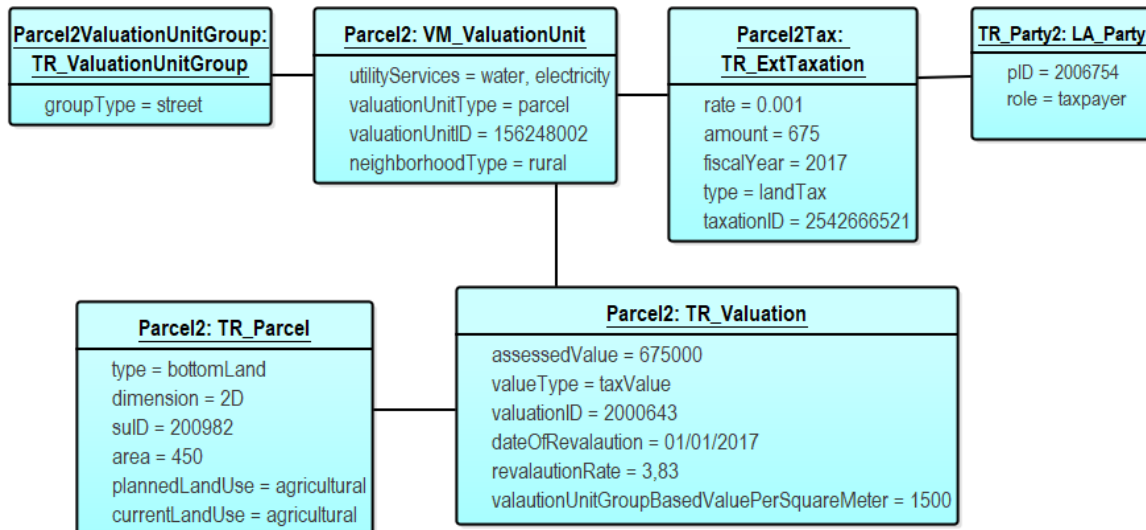 Parcel2ValuationUnitGroup:
TR_ValuationUnitGroup
groupType = street
Parcel2: VM_ValuationUnit
utilityServices = water, electricity
valuationUnitType = parcel
valuationUnitID = 156248002
neighborhoodType = rural
Parcel2Tax:
TR_ExtTaxation
rate = 0.001
amount = 675
fiscalYear = 2017
type = landTax
taxationID = 2542666521
TR_Party2: LA_Party
pID = 2006754
role = taxpayer
Parcel2: TR_Parcel
type = bottomLand
dimension = 2D
suID = 200982
area = 450
plannedLandUse = agricultural
currentLandUse = agricultural
Parcel2: TR_Valuation
assessedValue = 675000
valueType = taxValue
valuationID = 2000643
dateOfRevalaution = 01/01/2017
revalautionRate = 3,83
valautionUnitGroupBasedValuePerSquareMeter = 1500